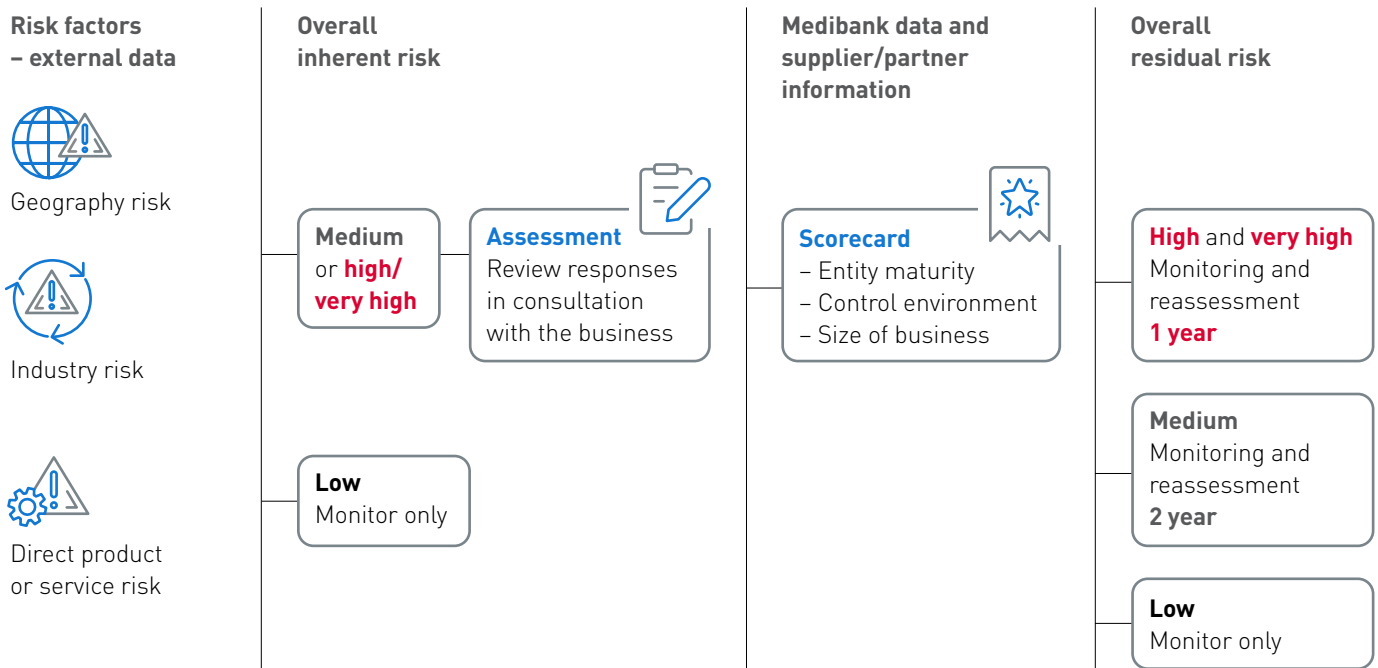 Risk factors
– external data
Geography risk
Industry risk
Direct product
or service risk
Overall
inherent risk
Medium
or high/
very high
Assessment
Review responses
in consultation
with the business
Low
Monitor only
Medibank data and
supplier/partner
information
Scorecard
– Entity maturity
– Control environment
– Size of business
Overall
residual risk
High and very high
Monitoring and
reassessment
1 year
Medium
Monitoring and
reassessment
2 year
Low
Monitor only